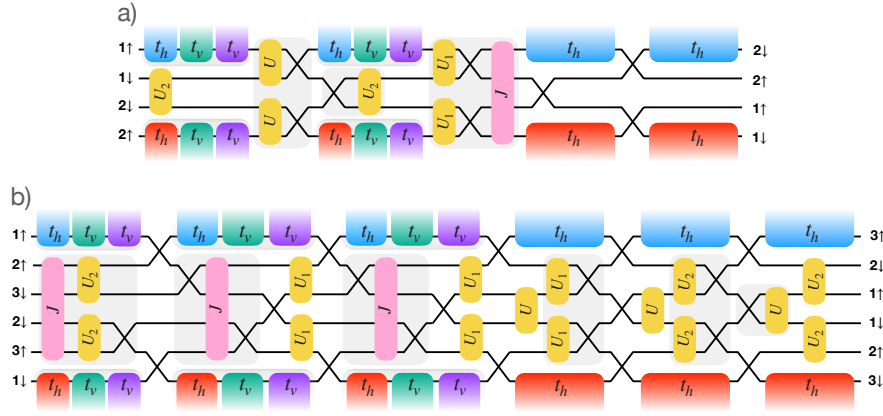 a)
1↑ t_h t_v t_v U t_h t_v t_v U_1 t_h t_h 2↓
1↓ U_2 U_2 J 2↑
2↓ U U_1 1↑
2↑ t_h t_v t_v t_h t_v t_v t_h t_h 1↓
b)
1↑ t_h t_v t_v t_h t_v t_v t_h t_v t_v t_h t_h t_h 3↑
2↑ U_2 U_1 U_1 U_1 U_2 U_2 2↓
3↓ J J J U U U 1↑
2↓ U_2 U_1 U_1 U_1 U_2 U_2 1↓
3↑ 2↑
1↓ t_h t_v t_v t_h t_v t_v t_h t_v t_v t_h t_h t_h 3↓